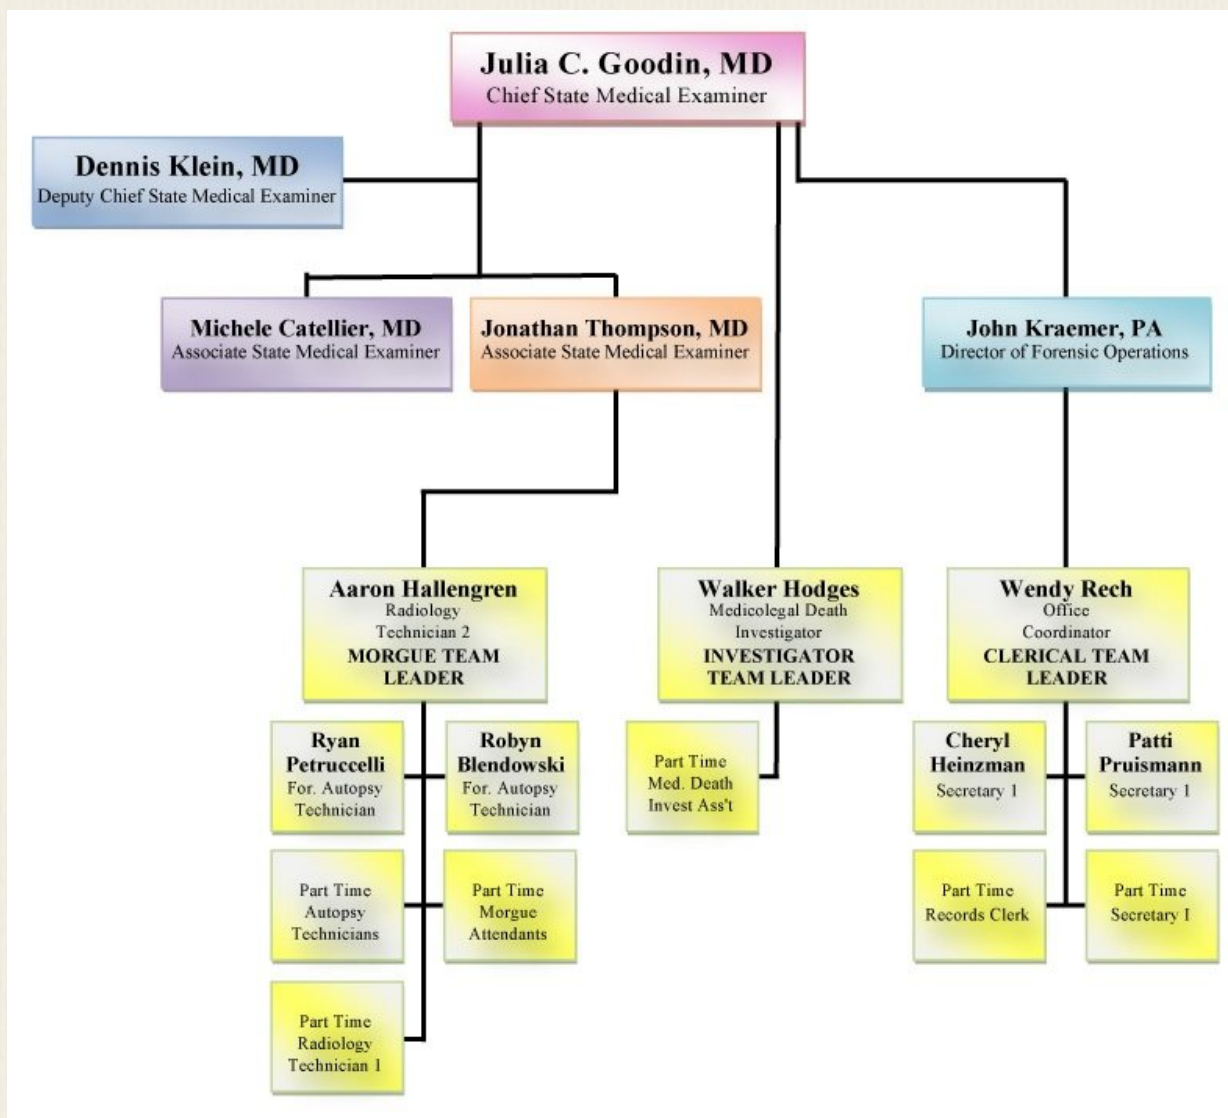 Julia C. Goodin, MD
Chief State Medical Examiner
Dennis Klein, MD
Deputy Chief State Medical Examiner
Michele Catellier, MD
Associate State Medical Examiner
Jonathan Thompson, MD
Associate State Medical Examiner
John Kraemer, PA
Director of Forensic Operations
Aaron Hallengren
Radiology
Technician 2
MORGUE TEAM
LEADER
Walker Hodges
Medicolegal Death
Investigator
INVESTIGATOR
TEAM LEADER
Wendy Rech
Office
Coordinator
CLERICAL TEAM
LEADER
Ryan
Petruccelli
For. Autopsy
Technician
Robyn
Blendowski
For. Autopsy
Technician
Part Time
Med. Death
Invest Ass't
Cheryl
Heinzman
Secretary 1
Patti
Pruismann
Secretary 1
Part Time
Autopsy
Technicians
Part Time
Morgue
Attendants
Part Time
Records Clerk
Part Time
Secretary I
Part Time
Radiology
Technician 1